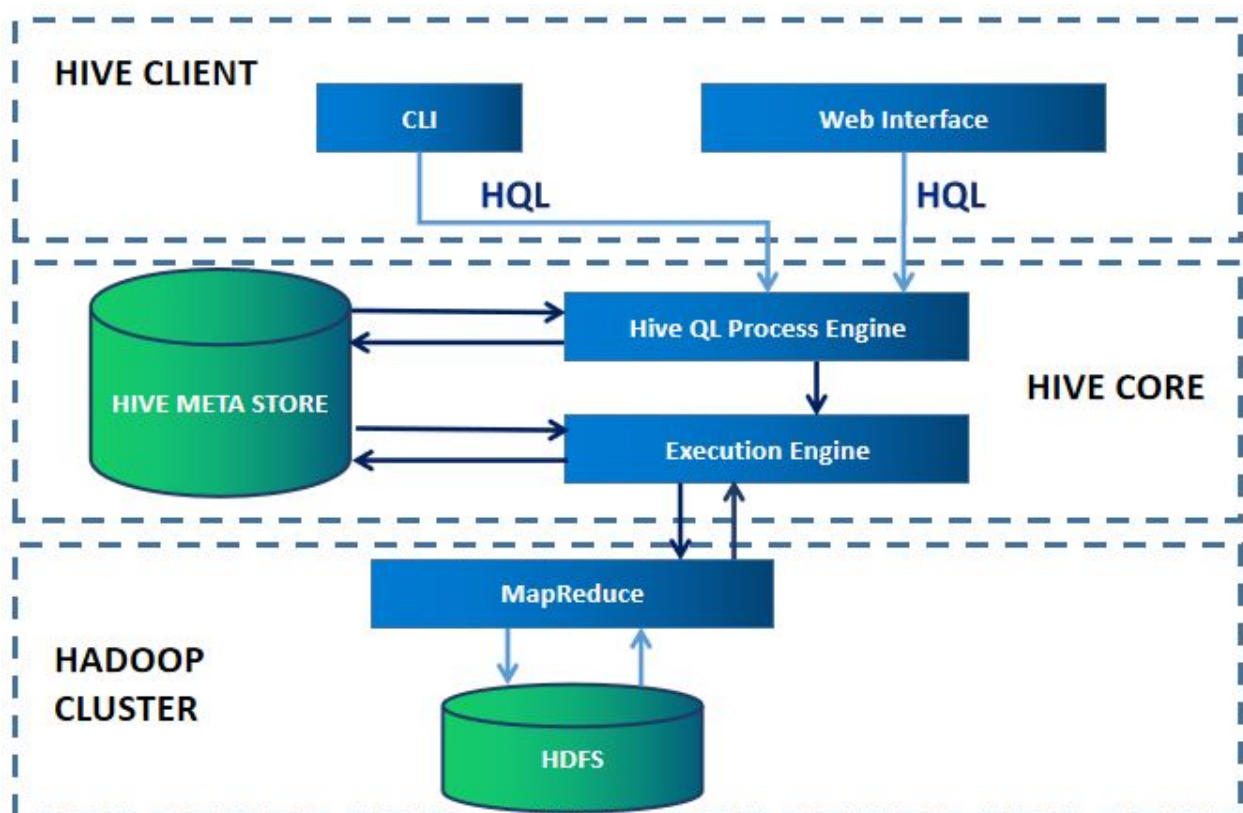 HIVE CLIENT
CLI
Web Interface
HQL
HQL
HIVE META STORE
Hive QL Process Engine
HIVE CORE
Execution Engine
MapReduce
HADOOP
CLUSTER
HDFS